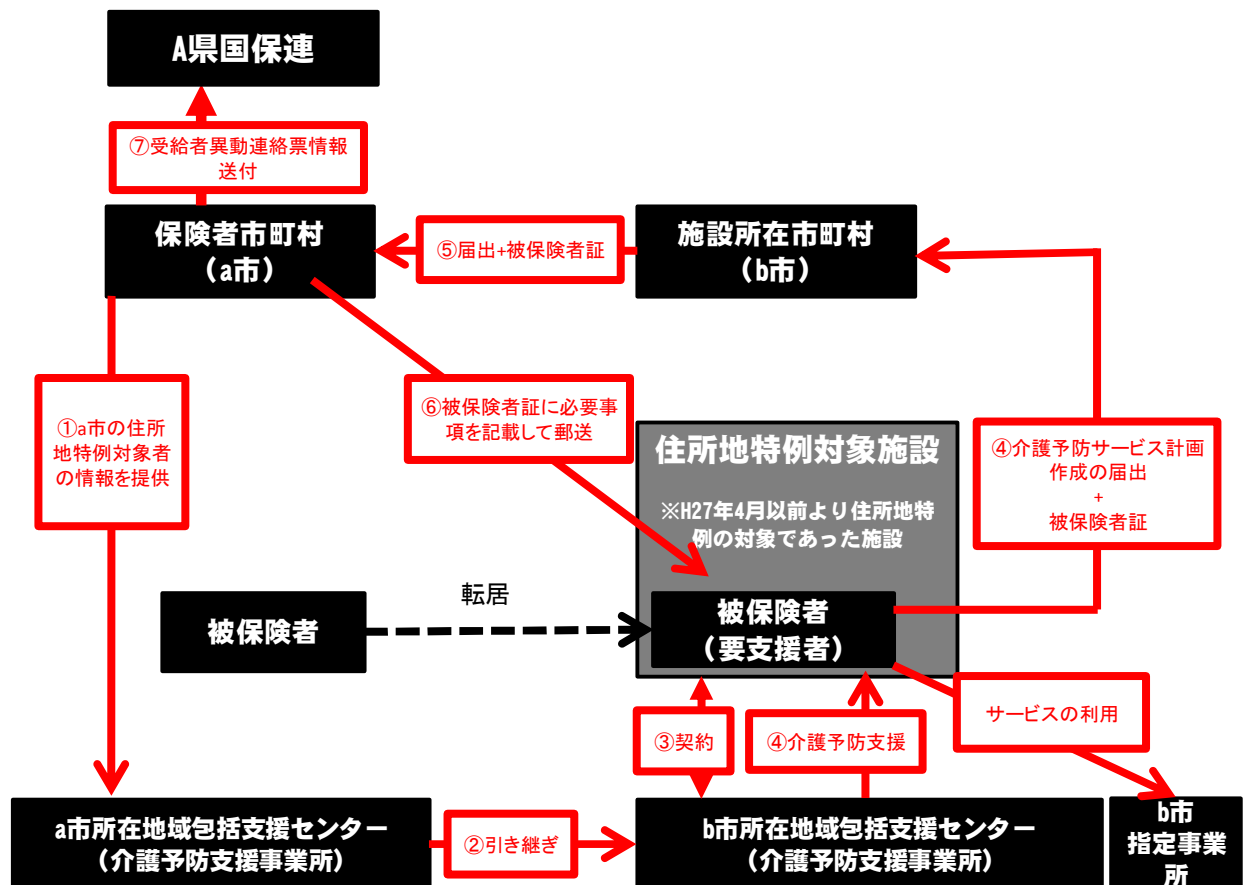 A県国保連
⑦受給者異動連絡票情報
送付
保険者市町村
（a市）
⑤届出+被保険者証
施設所在市町村
（b市）
①a市の住所
地特例対象者
の情報を提供
⑥被保険者証に必要事
項を記載して郵送
住所地特例対象施設
※H27年4月以前より住所地特
例の対象であった施設
④介護予防サービス計画
作成の届出
+
被保険者証
被保険者
転居
被保険者
（要支援者）
③契約
④介護予防支援
サービスの利用
a市所在地域包括支援センター
（介護予防支援事業所）
②引き継ぎ
b市所在地域包括支援センター
（介護予防支援事業所）
b市
指定事業
所